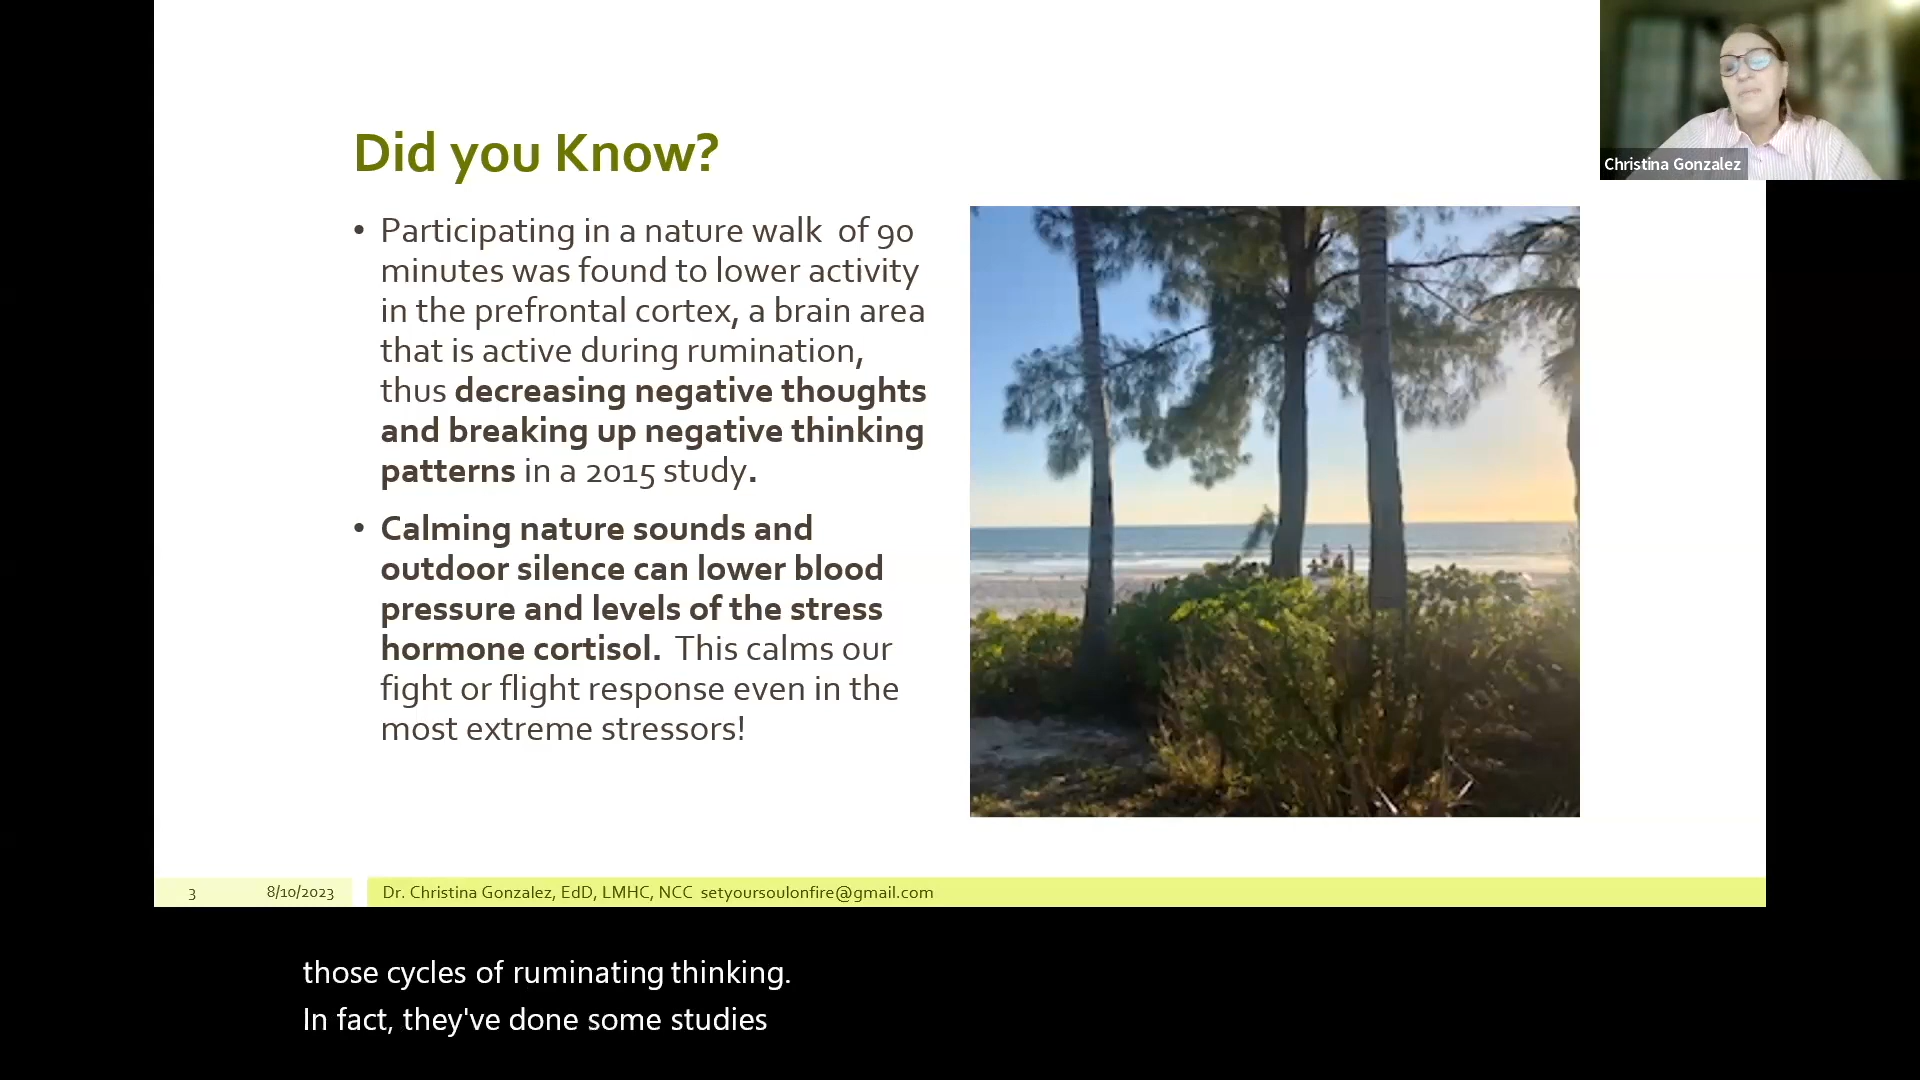 Christina Gonzalez
Did you Know?
• Participating in a nature walk  of 90
minutes was found to lower activity
in the prefrontal cortex, a brain area
that is active during rumination,
thus decreasing negative thoughts
and breaking up negative thinking
patterns in a 2015 study.
• Calming nature sounds and
outdoor silence can lower blood
pressure and levels of the stress
hormone cortisol.  This calms our
fight or flight response even in the
most extreme stressors!
3 8/10/2023 Dr. Christina Gonzalez, EdD, LMHC, NCC  setyoursoulonfire@gmail.com
those cycles of ruminating thinking.
In fact, they've done some studies